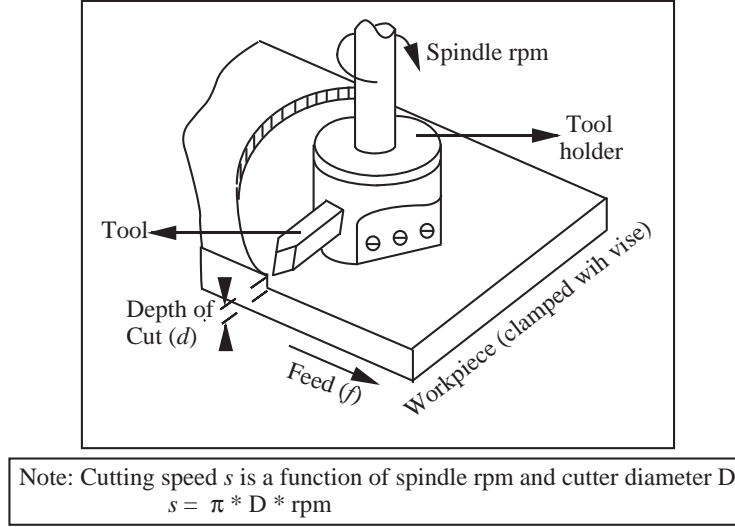 Spindle rpm
Tool
holder
Tool
Depth of
Cut (d)
Feed (f)
Workpiece (clamped wih vise)
Note: Cutting speed s is a function of spindle rpm and cutter diameter D
s = π * D * rpm